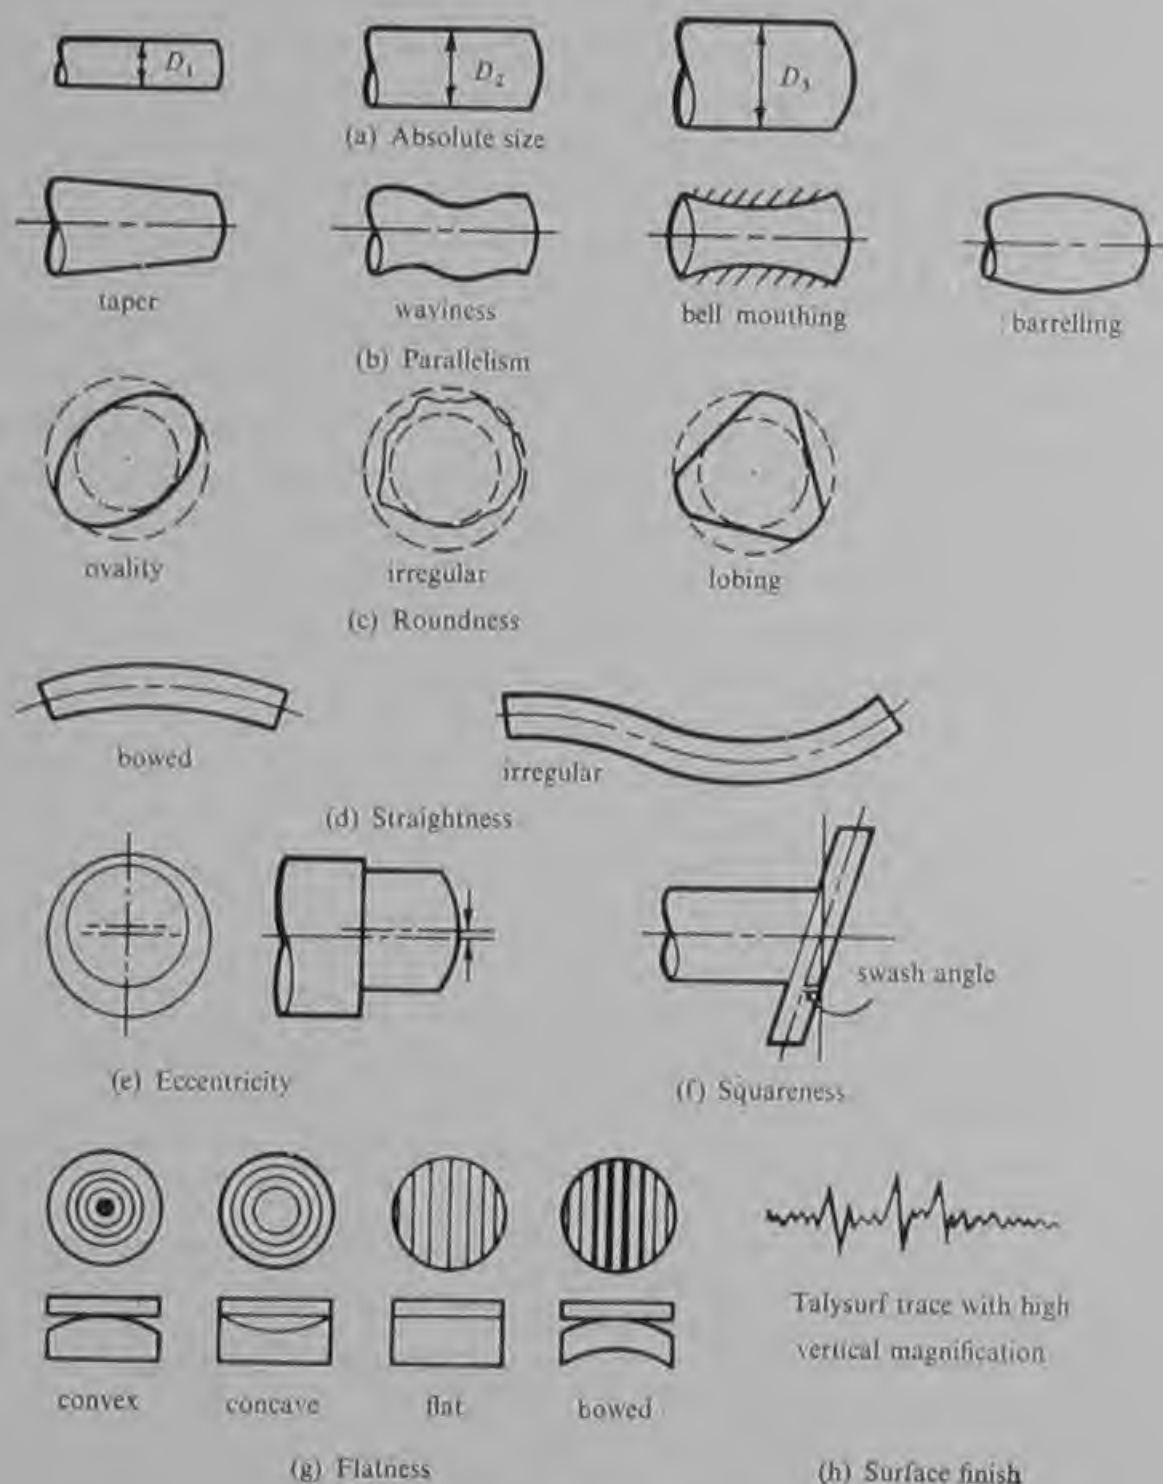 D₁
D₂
D₃
(a) Absolute size
taper
waviness
bell mouthing
barrelling
(b) Parallelism
ovality
irregular
lobing
(c) Roundness
bowed
irregular
(d) Straightness
swash angle
(e) Eccentricity
(f) Squareness
Talysurf trace with high
vertical magnification
convex
concave
flat
bowed
(g) Flatness
(h) Surface finish